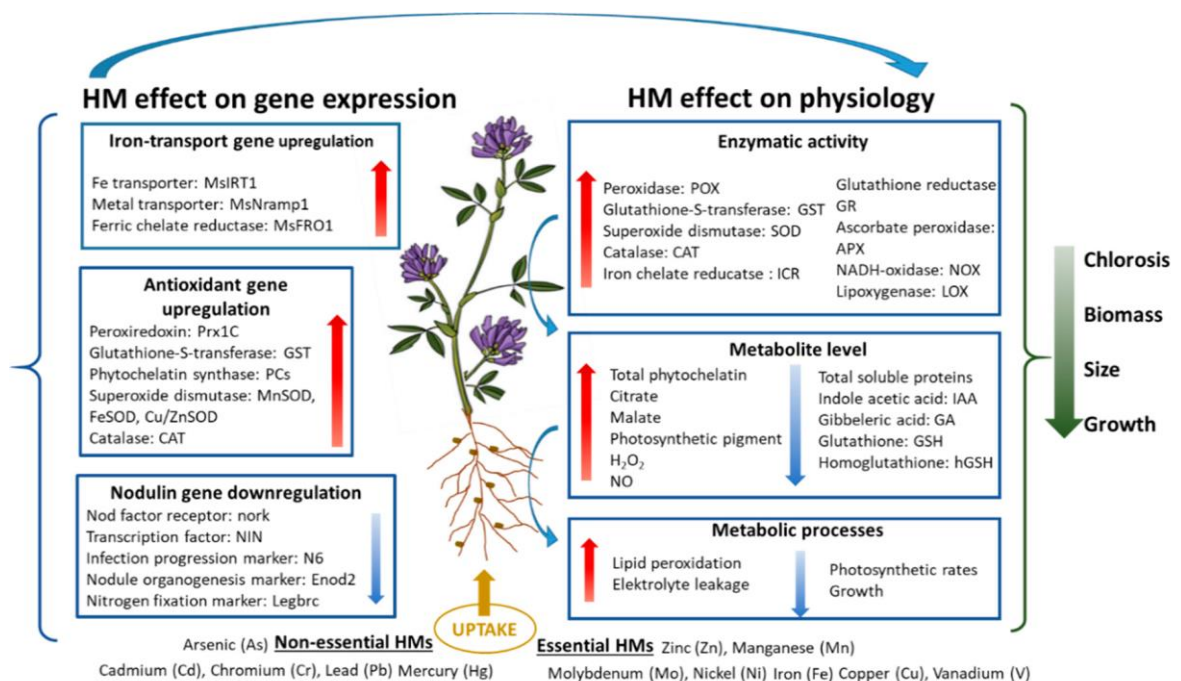 HM effect on gene expression
Iron-transport gene upregulation
Fe transporter: MsIRT1
Metal transporter: MsNramp1
Ferric chelate reductase: MsFRO1
Antioxidant gene
upregulation
Peroxiredoxin: Prx1C
Glutathione-S-transferase: GST
Phytochelatin synthase: PCs
Superoxide dismutase: MnSOD,
FeSOD, Cu/ZnSOD
Catalase: CAT
Nodulin gene downregulation
Nod factor receptor: nork
Transcription factor: NIN
Infection progression marker: N6
Nodule organogenesis marker: Enod2
Nitrogen fixation marker: Legbrc
HM effect on physiology
Enzymatic activity
Peroxidase: POX
Glutathione-S-transferase: GST
Superoxide dismutase: SOD
Catalase: CAT
Iron chelate reducatse : ICR
Glutathione reductase
GR
Ascorbate peroxidase:
APX
NADH-oxidase: NOX
Lipoxygenase: LOX
Metabolite level
Total phytochelatin
Citrate
Malate
Photosynthetic pigment
H₂O₂
NO
Total soluble proteins
Indole acetic acid: IAA
Gibbeleric acid: GA
Glutathione: GSH
Homoglutathione: hGSH
Metabolic processes
Lipid peroxidation
Elektrolyte leakage
Photosynthetic rates
Growth
Chlorosis
Biomass
Size
Growth
UPTAKE
Arsenic (As) Non-essential HMs
Cadmium (Cd), Chromium (Cr), Lead (Pb) Mercury (Hg)
Essential HMs Zinc (Zn), Manganese (Mn)
Molybdenum (Mo), Nickel (Ni) Iron (Fe) Copper (Cu), Vanadium (V)